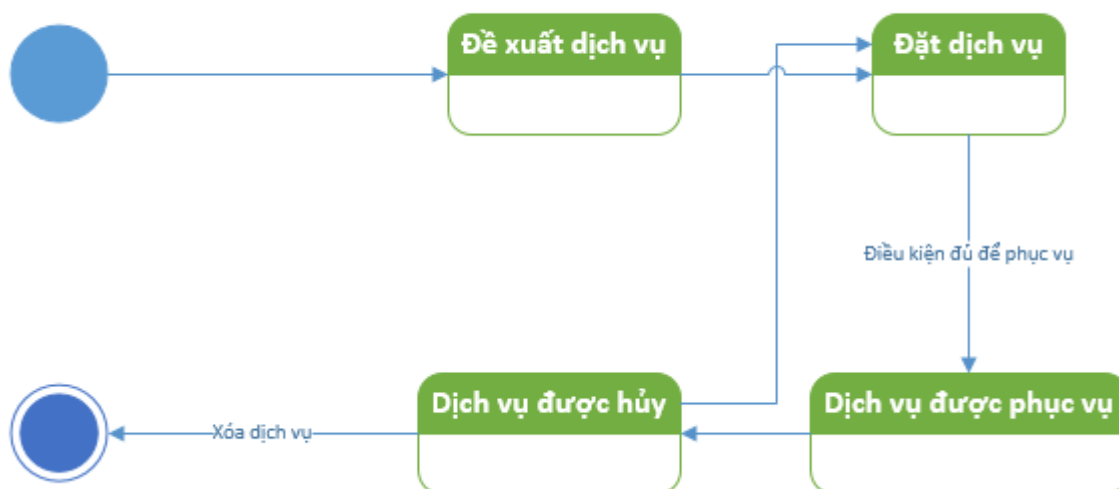 Đề xuất dịch vụ
Đặt dịch vụ
Điều kiện đủ để phục vụ
Dịch vụ được hủy
Dịch vụ được phục vụ
Xóa dịch vụ